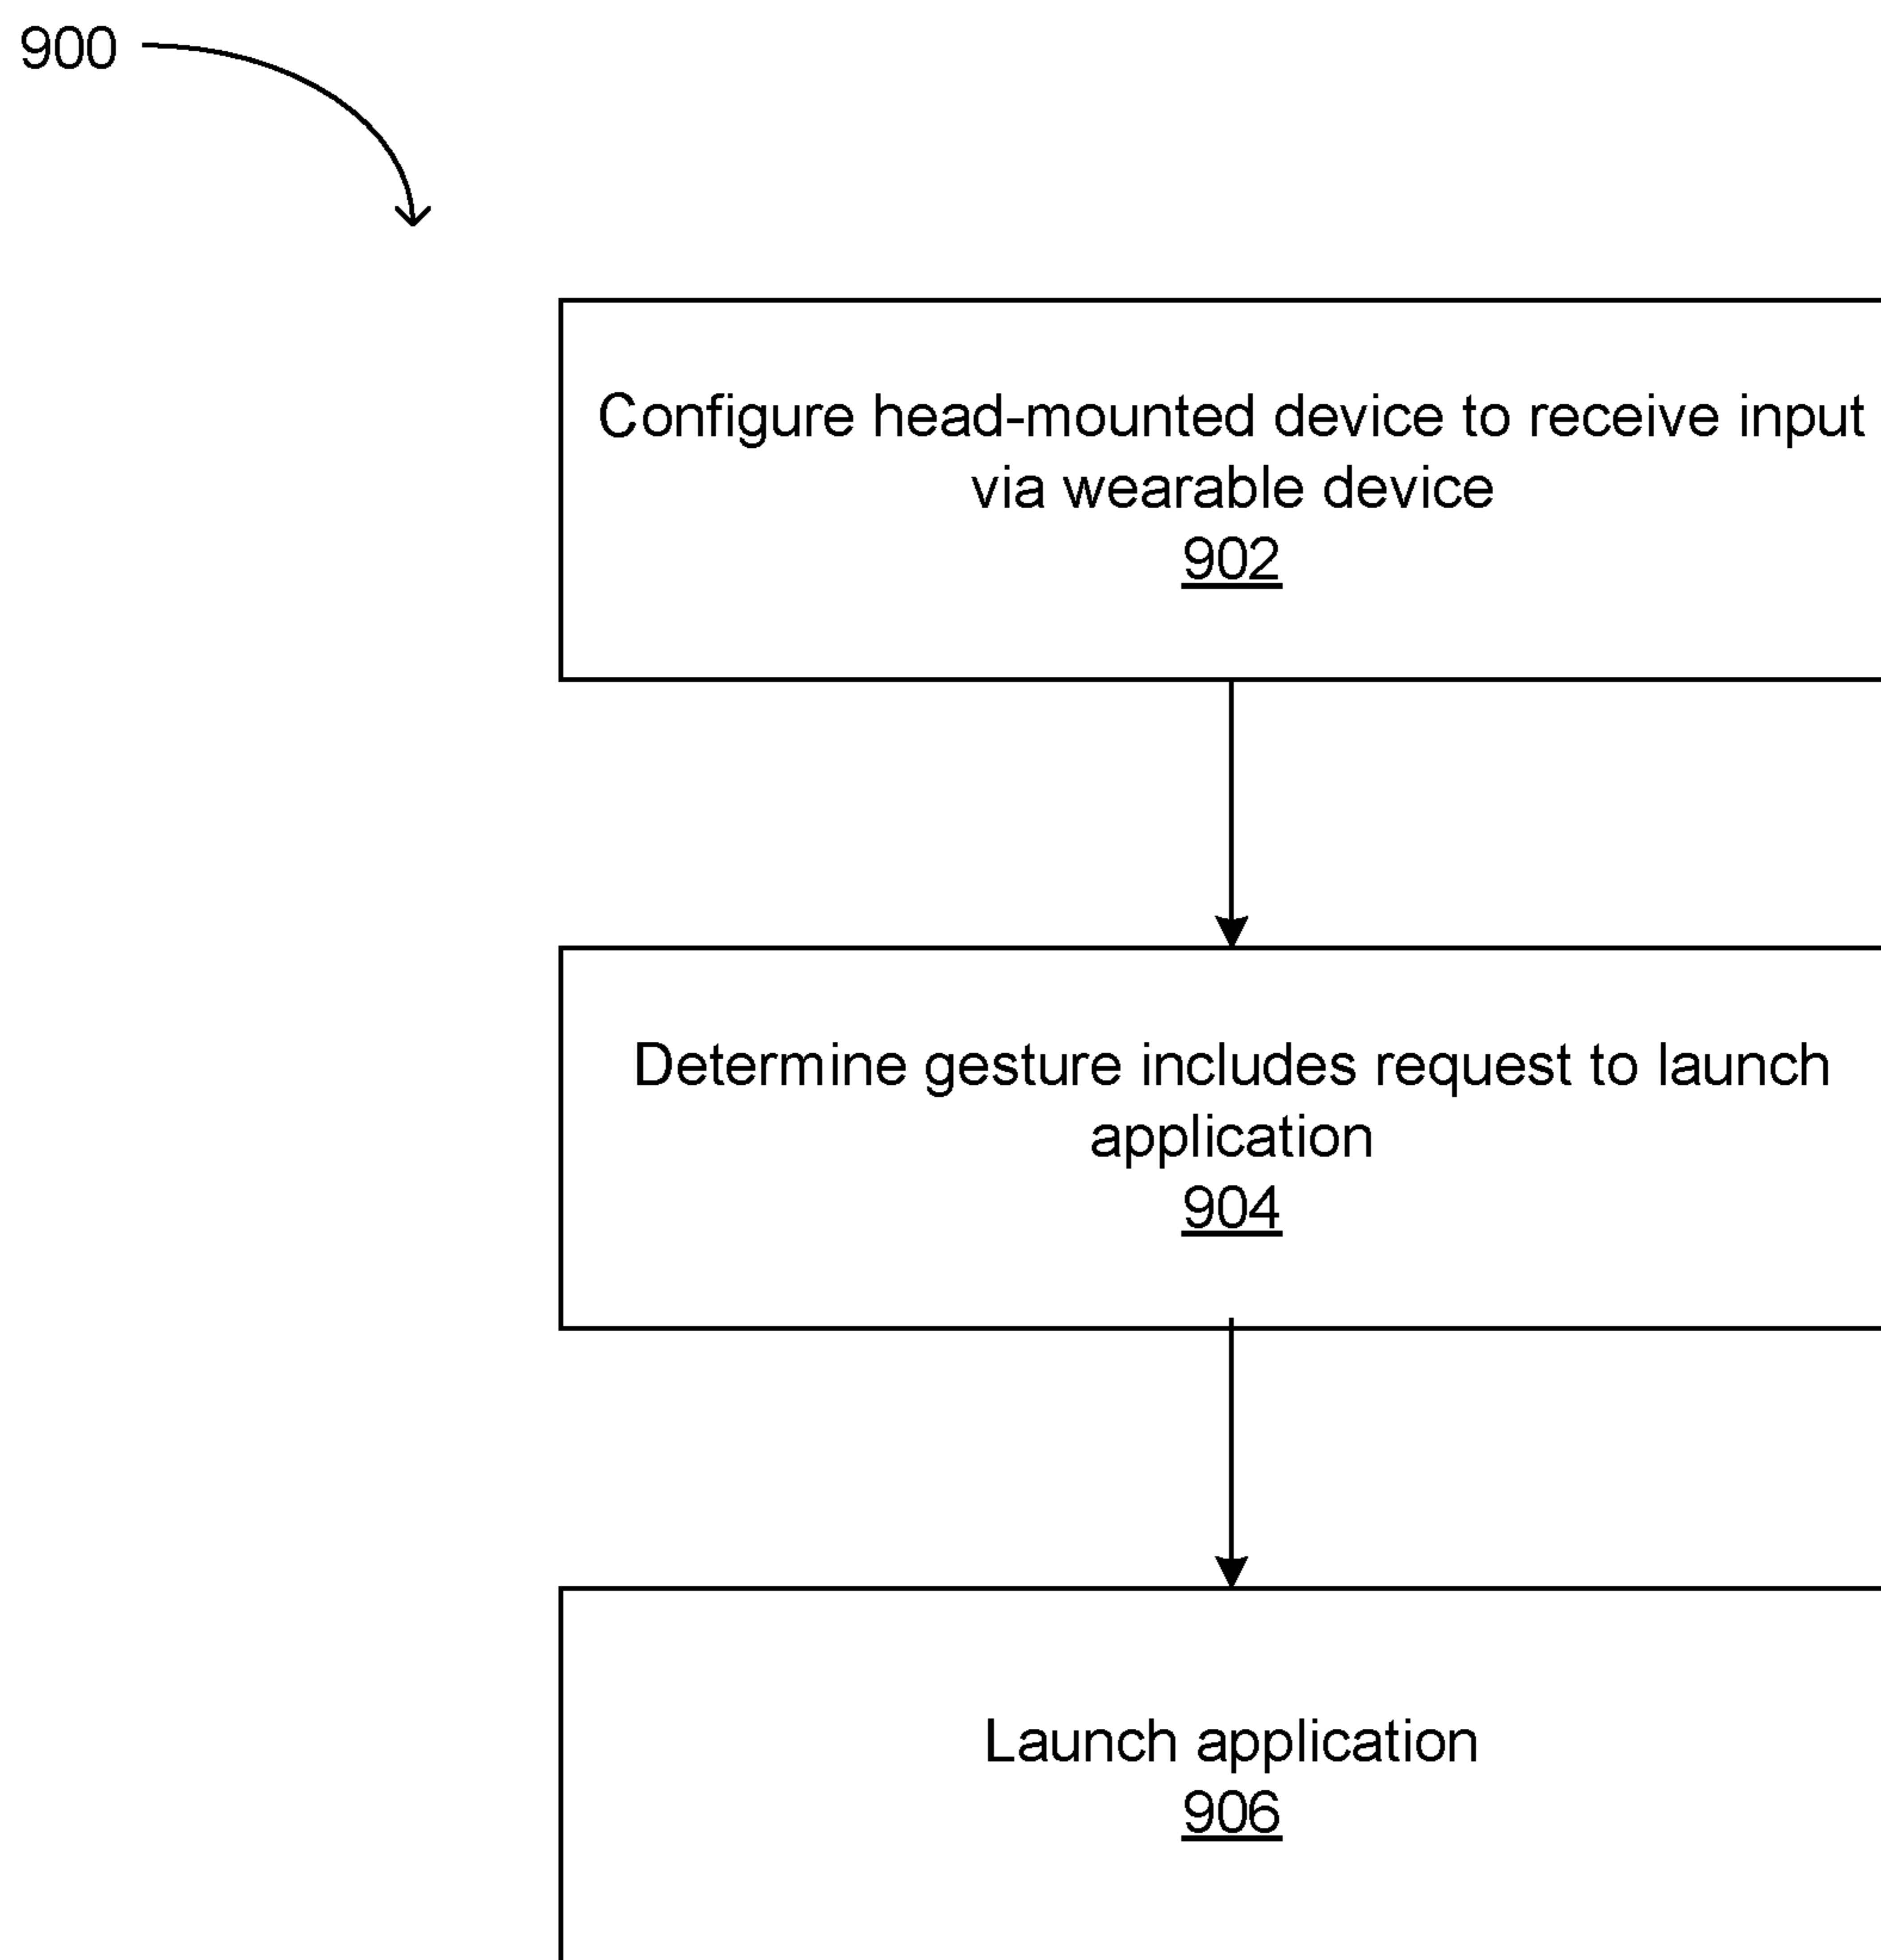 900
Configure head-mounted device to receive input
via wearable device
902
Determine gesture includes request to launch
application
904
Launch application
906